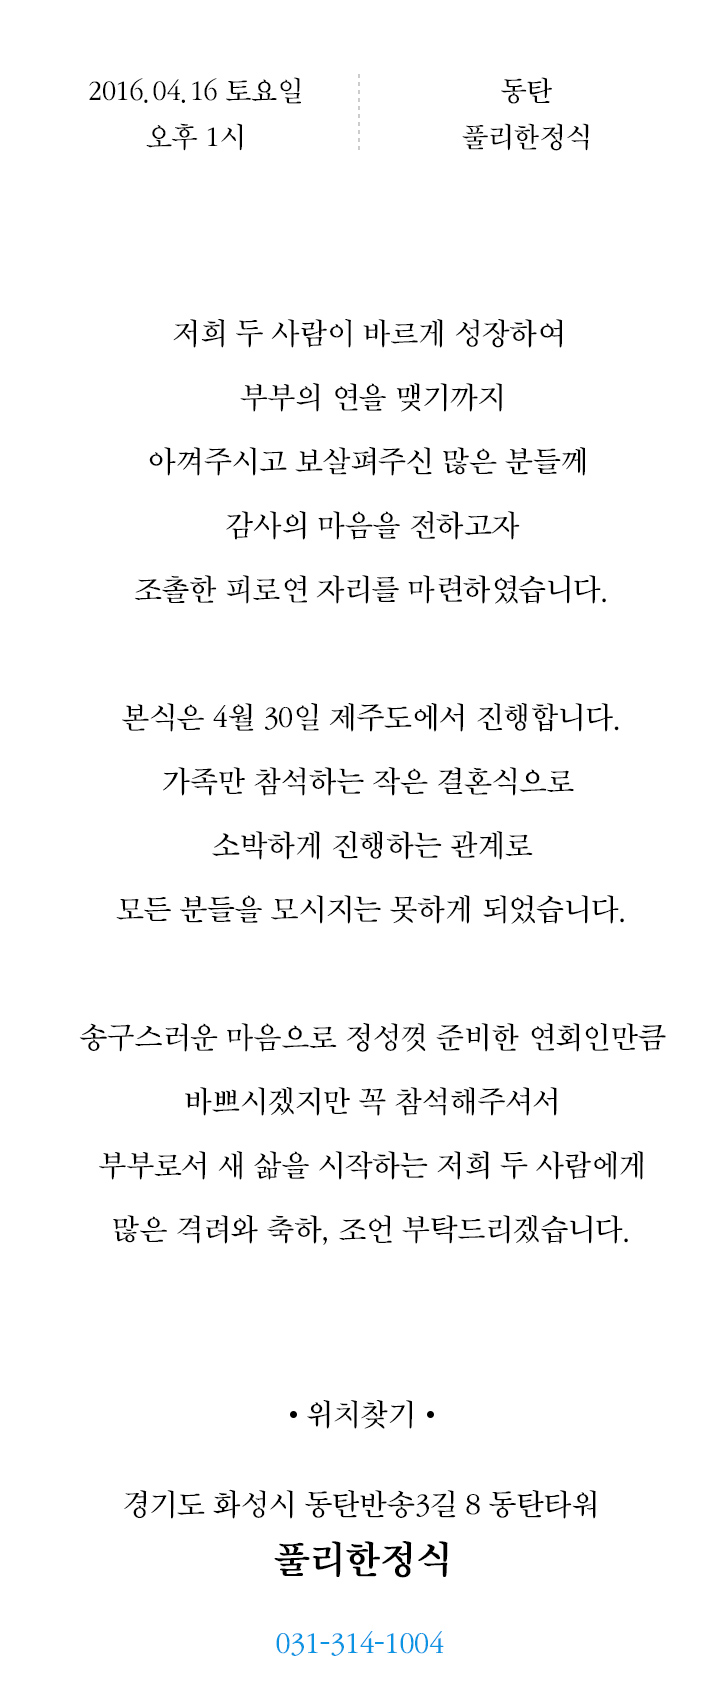 2016.04.16 토요일
오후 1시
동탄
풀리한정식
저희 두 사람이 바르게 성장하여
부부의 연을 맺기까지
아껴주시고 보살펴주신 많은 분들께
감사의 마음을 전하고자
조촐한 피로연 자리를 마련하였습니다.
본식은 4월 30일 제주도에서 진행합니다.
가족만 참석하는 작은 결혼식으로
소박하게 진행하는 관계로
모든 분들을 모시지는 못하게 되었습니다.
송구스러운 마음으로 정성껏 준비한 연회인만큼
바쁘시겠지만 꼭 참석해주셔서
부부로서 새 삶을 시작하는 저희 두 사람에게
많은 격려와 축하, 조언 부탁드리겠습니다.
• 위치찾기 •
경기도 화성시 동탄반송3길 8 동탄타워
풀리한정식
031-314-1004